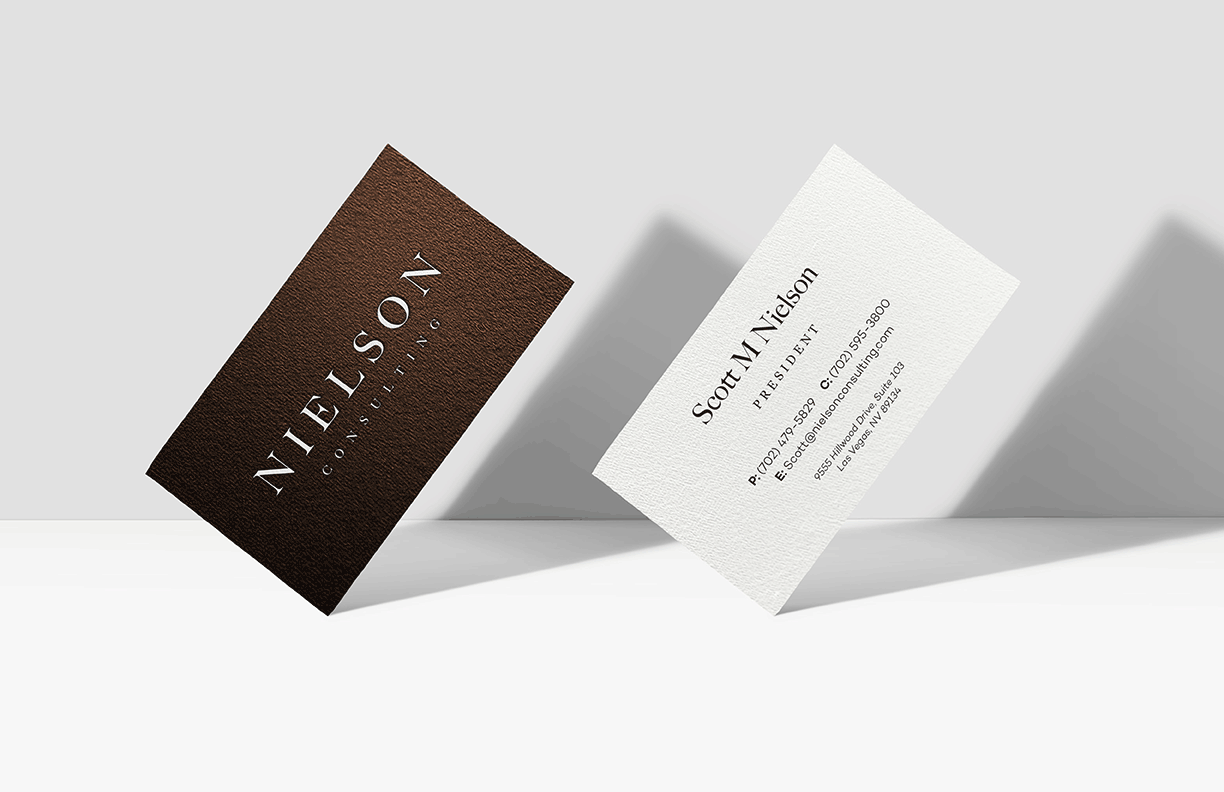 NIELSON
CONSULTING
Scott M Nielson
PRESIDENT
P: (702) 479-5829 C: (702) 595-3800
E: Scott@nielsonconsulting.com
9555 Hillwood Drive, Suite 103
Las Vegas, NV 89134